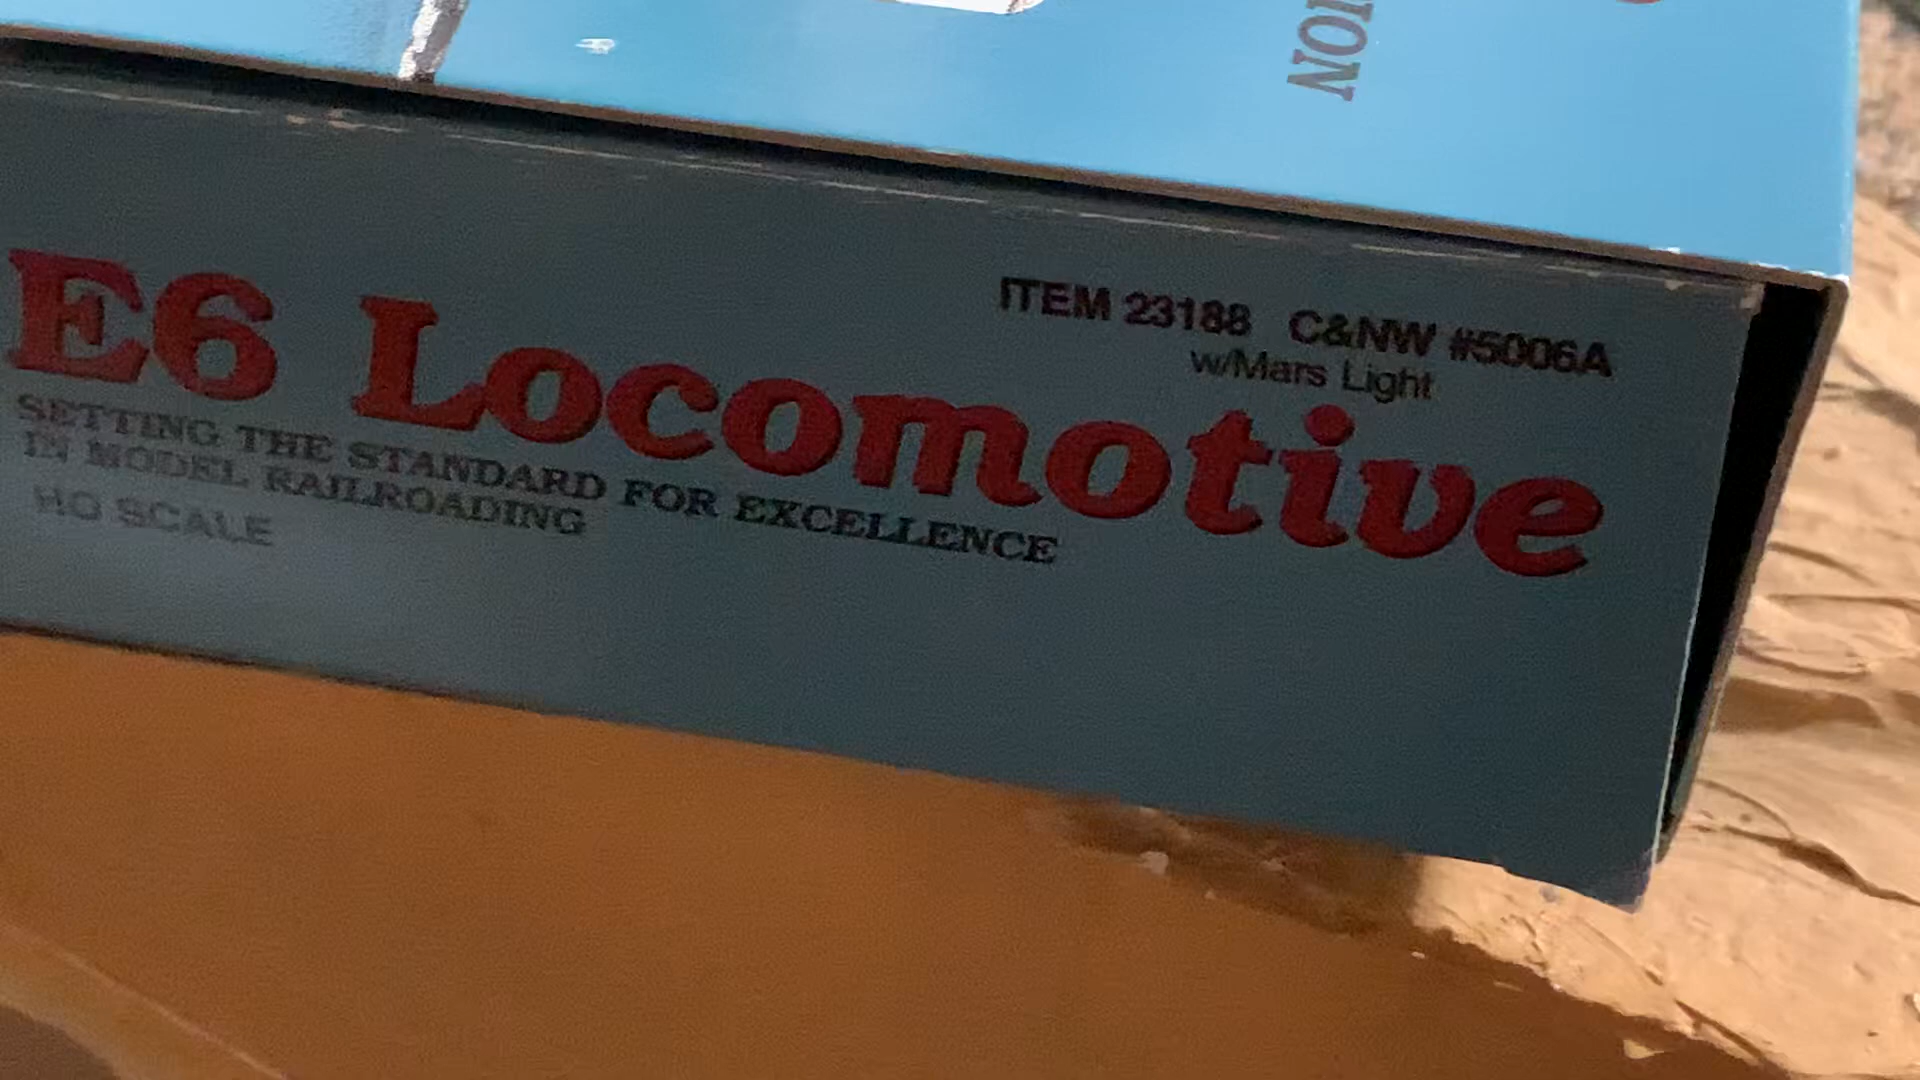 ITEM 23188 C&NW #5006A
w/Mars Light
E6 Locomotive
SETTING THE STANDARD FOR EXCELLENCE
IN MODEL RAILROADING
HO SCALE